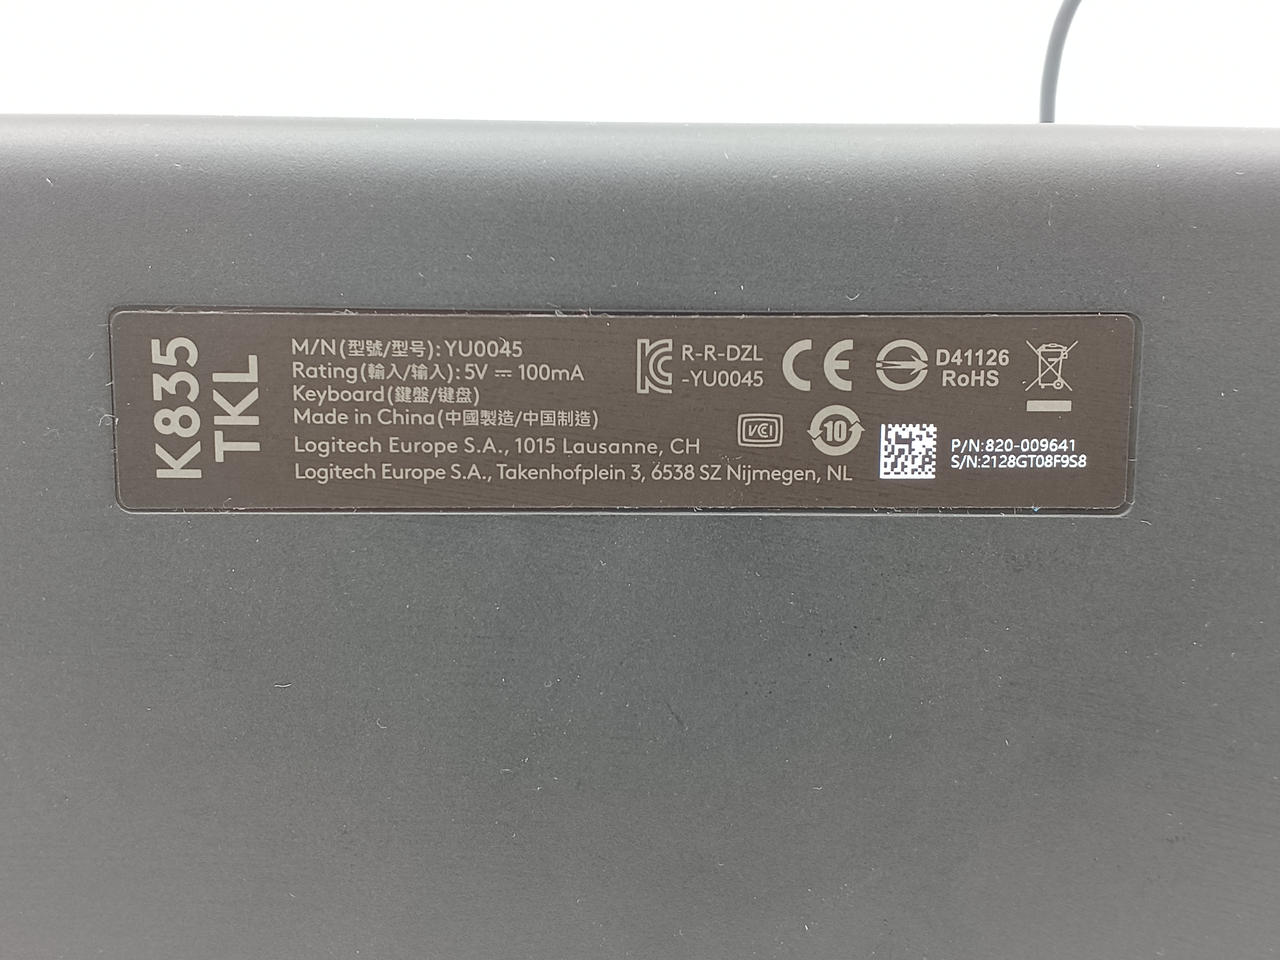 K835
TKL
M/N(型號/型号):YU0045
Rating(輸入/输入):5V ⎓ 100mA
Keyboard(鍵盤/键盘)
Made in China(中國製造/中国制造)
Logitech Europe S.A., 1015 Lausanne, CH
Logitech Europe S.A., Takenhofplein 3, 6538 SZ Nijmegen, NL
R-R-DZL
-YU0045
CE
D41126
RoHS
VCI
10
P/N:820-009641
S/N:2128GT08F9S8